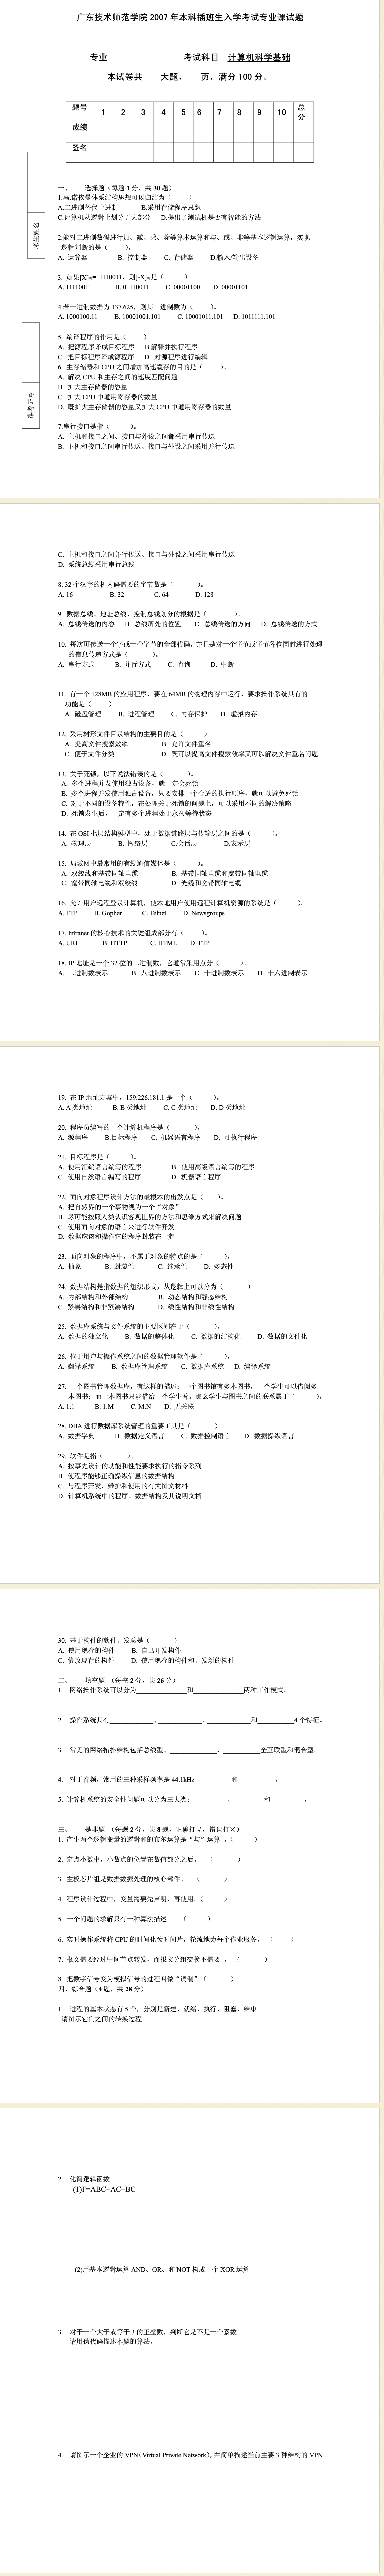 广东技术师范学院 2007 年本科插班生入学考试专业课试题
专业______________ 考试科目 计算机科学基础
本试卷共 大题， 页，满分 100 分。
题号 1 2 3 4 5 6 7 8 9 10 总分
成绩
签名
考生姓名
准考证号
一、 选择题（每题 1 分，共 30 题）
1.冯.诺依曼体系结构思想可以归结为（ ）
A.二进制替代十进制 B.采用存储程序思想
C.计算机从逻辑上划分五大部分 D.提出了测试机是否有智能的方法
2.能对二进制数码进行加、减、乘、除等算术运算和与、或、非等基本逻辑运算，实现
逻辑判断的是（ ）。
A. 运算器 B. 控制器 C. 存储器 D.输入/输出设备
3. 如果[X]补=11110011，则[-X]补是（ ）
A. 11110011 B. 01110011 C. 00001100 D. 00001101
4 若十进制数据为 137.625，则其二进制数为（ ）。
A. 1000100.11 B. 10001001.101 C. 10001011.101 D. 1011111.101
5. 编译程序的作用是（ ）
A. 把源程序译成目标程序 B.解释并执行程序
C. 把目标程序译成源程序 D. 对源程序进行编辑
6. 主存储器和 CPU 之间增加高速缓存的目的是（ ）。
A. 解决 CPU 和主存之间的速度匹配问题
B. 扩大主存储器的容量
C. 扩大 CPU 中通用寄存器的数量
D. 既扩大主存储器的容量又扩大 CPU 中通用寄存器的数量
7.串行接口是指（ ）。
A. 主机和接口之间、接口与外设之间都采用串行传送
B. 主机和接口之间串行传送、接口与外设之间采用并行传送
C. 主机和接口之间并行传送、接口与外设之间采用串行传送
D. 系统总线采用串行总线
8. 32 个汉字的机内码需要的字节数是（ ）。
A. 16 B. 32 C. 64 D. 128
9. 数据总线、地址总线、控制总线划分的根据是（ ）。
A. 总线传送的内容 B. 总线所处的位置 C. 总线传送的方向 D. 总线传送的方式
10. 每次可传送一个字或一个字节的全部代码，并且是对一个字节或字节各位同时进行处理
的信息传递方式是（ ）。
A. 串行方式 B. 并行方式 C. 查询 D. 中断
11. 有一个 128MB 的应用程序，要在 64MB 的物理内存中运行，要求操作系统具有的
功能是（ ）
A. 磁盘管理 B. 进程管理 C. 内存保护 D. 虚拟内存
12. 采用树形文件目录结构的主要目的是（ ）。
A. 提高文件搜索效率 B. 允许文件重名
C. 便于文件分类 D. 既可以提高文件搜索效率又可以解决文件重名问题
13. 关于死锁，以下说法错误的是（ ）。
A. 多个进程并发使用独占设备，就一定会死锁
B. 多个进程并发使用独占设备，只要安排一个合适的执行顺序，就可以避免死锁
C. 对于不同的设备特性，在处理关于死锁的问题上，可以采用不同的解决策略
D. 死锁发生后，一定有多个进程处于永久等待状态
14. 在 OSI 七层结构模型中，处于数据链路层与传输层之间的是（ ）。
A. 物理层 B. 网络层 C.会话层 D.表示层
15. 局域网中最常用的有线通信媒体是（ ）。
A. 双绞线和基带同轴电缆 B. 基带同轴电缆和宽带同轴电缆
C. 宽带同轴电缆和双绞线 D. 光缆和宽带同轴电缆
16. 允许用户远程登录计算机，使本地用户使用远程计算机资源的系统是（ ）。
A. FTP B. Gopher C. Telnet D. Newsgroups
17. Intranet 的核心技术的关键组成部分有（ ）。
A. URL B. HTTP C. HTML D. FTP
18. IP 地址是一个 32 位的二进制数，它通常采用点分（ ）。
A. 二进制数表示 B. 八进制数表示 C. 十进制数表示 D. 十六进制表示
19. 在 IP 地址方案中，159.226.181.1 是一个（ ）。
A. A 类地址 B. B 类地址 C. C 类地址 D. D 类地址
20. 程序员编写的一个计算机程序是（ ）。
A. 源程序 B.目标程序 C. 机器语言程序 D. 可执行程序
21. 目标程序是（ ）。
A. 使用汇编语言编写的程序 B. 使用高级语言编写的程序
C. 使用自然语言编写的程序 D. 机器语言程序
22. 面向对象程序设计方法的最根本的出发点是（ ）。
A. 把自然界的一个事物视为一个“对象”
B. 尽可能按照人类认识客观世界的方法和思维方式来解决问题
C. 使用面向对象的语言来进行软件开发
D. 数据应该和操作它的程序封装在一起
23. 面向对象的程序中，不属于对象的特点的是（ ）。
A. 抽象 B. 封装性 C. 继承性 D. 多态性
24. 数据结构是指数据的组织形式，从逻辑上可以分为（ ）
A. 内部结构和外部结构 B. 动态结构和静态结构
C. 紧凑结构和非紧凑结构 D. 线性结构和非线性结构
25. 数据库系统与文件系统的主要区别在于（ ）。
A. 数据的独立化 B. 数据的整体化 C. 数据的结构化 D. 数据的文件化
26. 位于用户与操作系统之间的数据管理软件是（ ）。
A. 翻译系统 B. 数据库管理系统 C. 数据库系统 D. 编译系统
27. 一个图书管理数据库，有这样的描述：一个图书馆有多本图书，一个学生可以借阅多
本图书；而一本图书只能借给一个学生看。那么学生与图书之间的联系属于（ ）。
A. 1:1 B. 1:M C. M:N D. 无关联
28. DBA 进行数据库系统管理的重要工具是（ ）
A. 数据字典 B. 数据定义语言 C. 数据控制语言 D. 数据操纵语言
29. 软件是指（ ）。
A. 按事先设计的功能和性能要求执行的指令系列
B. 使程序能够正确操纵信息的数据结构
C. 与程序开发、维护和使用的有关图文材料
D. 计算机系统中的程序、数据结构及其说明文档
30. 基于构件的软件开发总是（ ）
A. 使用现存的构件 B. 自己开发构件
C. 修改现存的构件 D. 使用现存的构件和开发新的构件
二、 填空题 （每空 2 分，共 26 分）
1. 网络操作系统可以分为________________和________________两种工作模式。
2. 操作系统具有______________、______________、______________和____________4 个特征。
3. 常见的网络拓扑结构包括总线型、______________、____________全互联型和混合型。
4. 对于音频，常用的三种采样频率是 44.1kHz____________和____________。
5. 计算机系统的安全性问题可以分为三大类： __________、__________和___________。
三、 是非题 （每题 2 分，共 8 题，正确打√，错误打×）
1. 产生两个逻辑变量的逻辑和的布尔运算是“与”运算 。（ ）
2. 定点小数中，小数点的位置在数值部分之后。 （ ）
3. 主板芯片组是数据数据处理的核心部件。 （ ）
4. 程序设计过程中，变量需要先声明，再使用。（ ）
5. 一个问题的求解只有一种算法描述。 （ ）
6. 实时操作系统将 CPU 的时间化为时间片，轮流地为每个作业服务。 （ ）
7. 报文需要经过中间节点转发，而报文分组交换不需要 。 （ ）
8. 把数字信号变为模拟信号的过程叫做“调制”。（ ）
四、综合题（4 题，共 28 分）
1. 进程的基本状态有 5 个，分别是新建、就绪、执行、阻塞、结束
请图示它们之间的转换过程。
2. 化简逻辑函数
(1)F=ABC+AC+BC
(2)用基本逻辑运算 AND、OR、和 NOT 构成一个 XOR 运算
3. 对于一个大于或等于 3 的正整数，判断它是不是一个素数。
请用伪代码描述本题的算法。
4. 请图示一个企业的 VPN（Virtual Private Network），并简单描述当前主要 3 种结构的 VPN